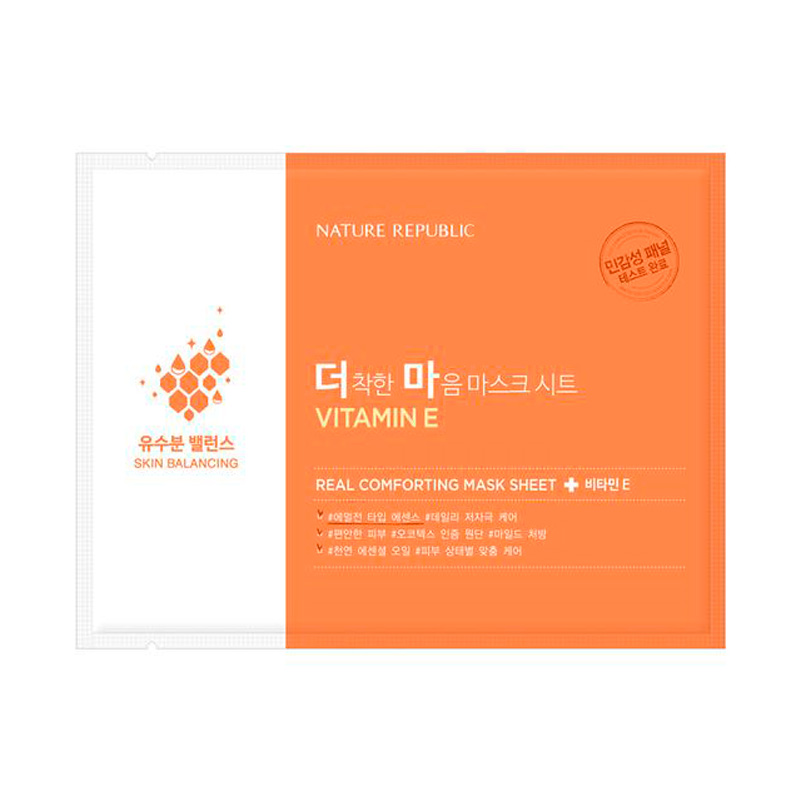 NATURE REPUBLIC
민감성 패널
테스트 완료
더 착한 마음 마스크 시트
VITAMIN E
유수분 밸런스
SKIN BALANCING
REAL COMFORTING MASK SHEET + 비타민 E
#에멀전 타입 에센스 #데일리 저자극 케어
#편안한 피부 #오코텍스 인증 원단 #마일드 처방
#천연 에센셜 오일 #피부 상태별 맞춤 케어